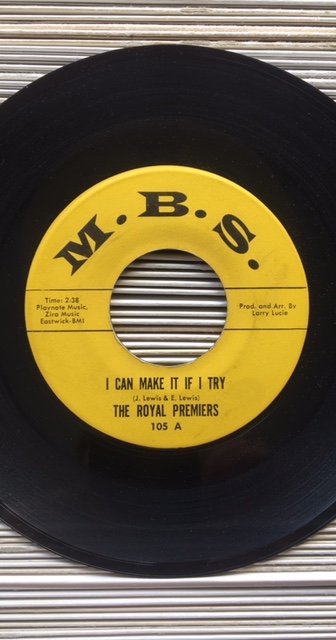 M.B.S.
Time: 2:38
Playnote Music,
Zira Music
Eastwick-BMI
Prod. and Arr. By
Larry Lucie
I CAN MAKE IT IF I TRY
(J. Lewis & E. Lewis)
THE ROYAL PREMIERS
105 A